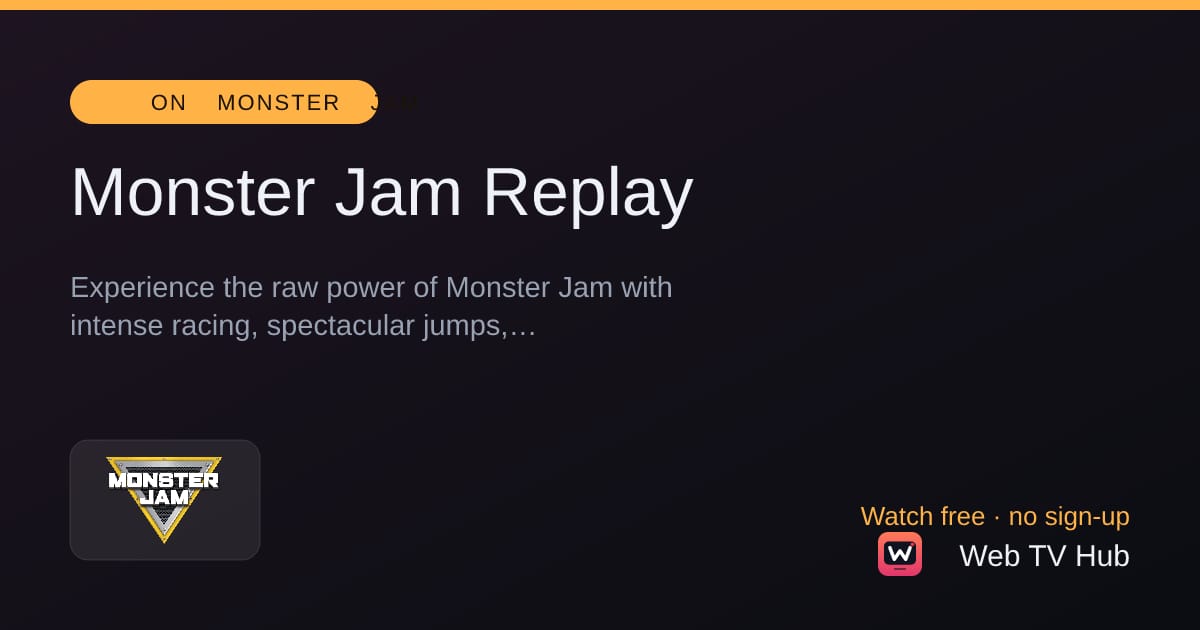 ON MONSTER
Monster Jam Replay
Experience the raw power of Monster Jam with
intense racing, spectacular jumps,…
MONSTER
JAM
Watch free · no sign-up
W
Web TV Hub